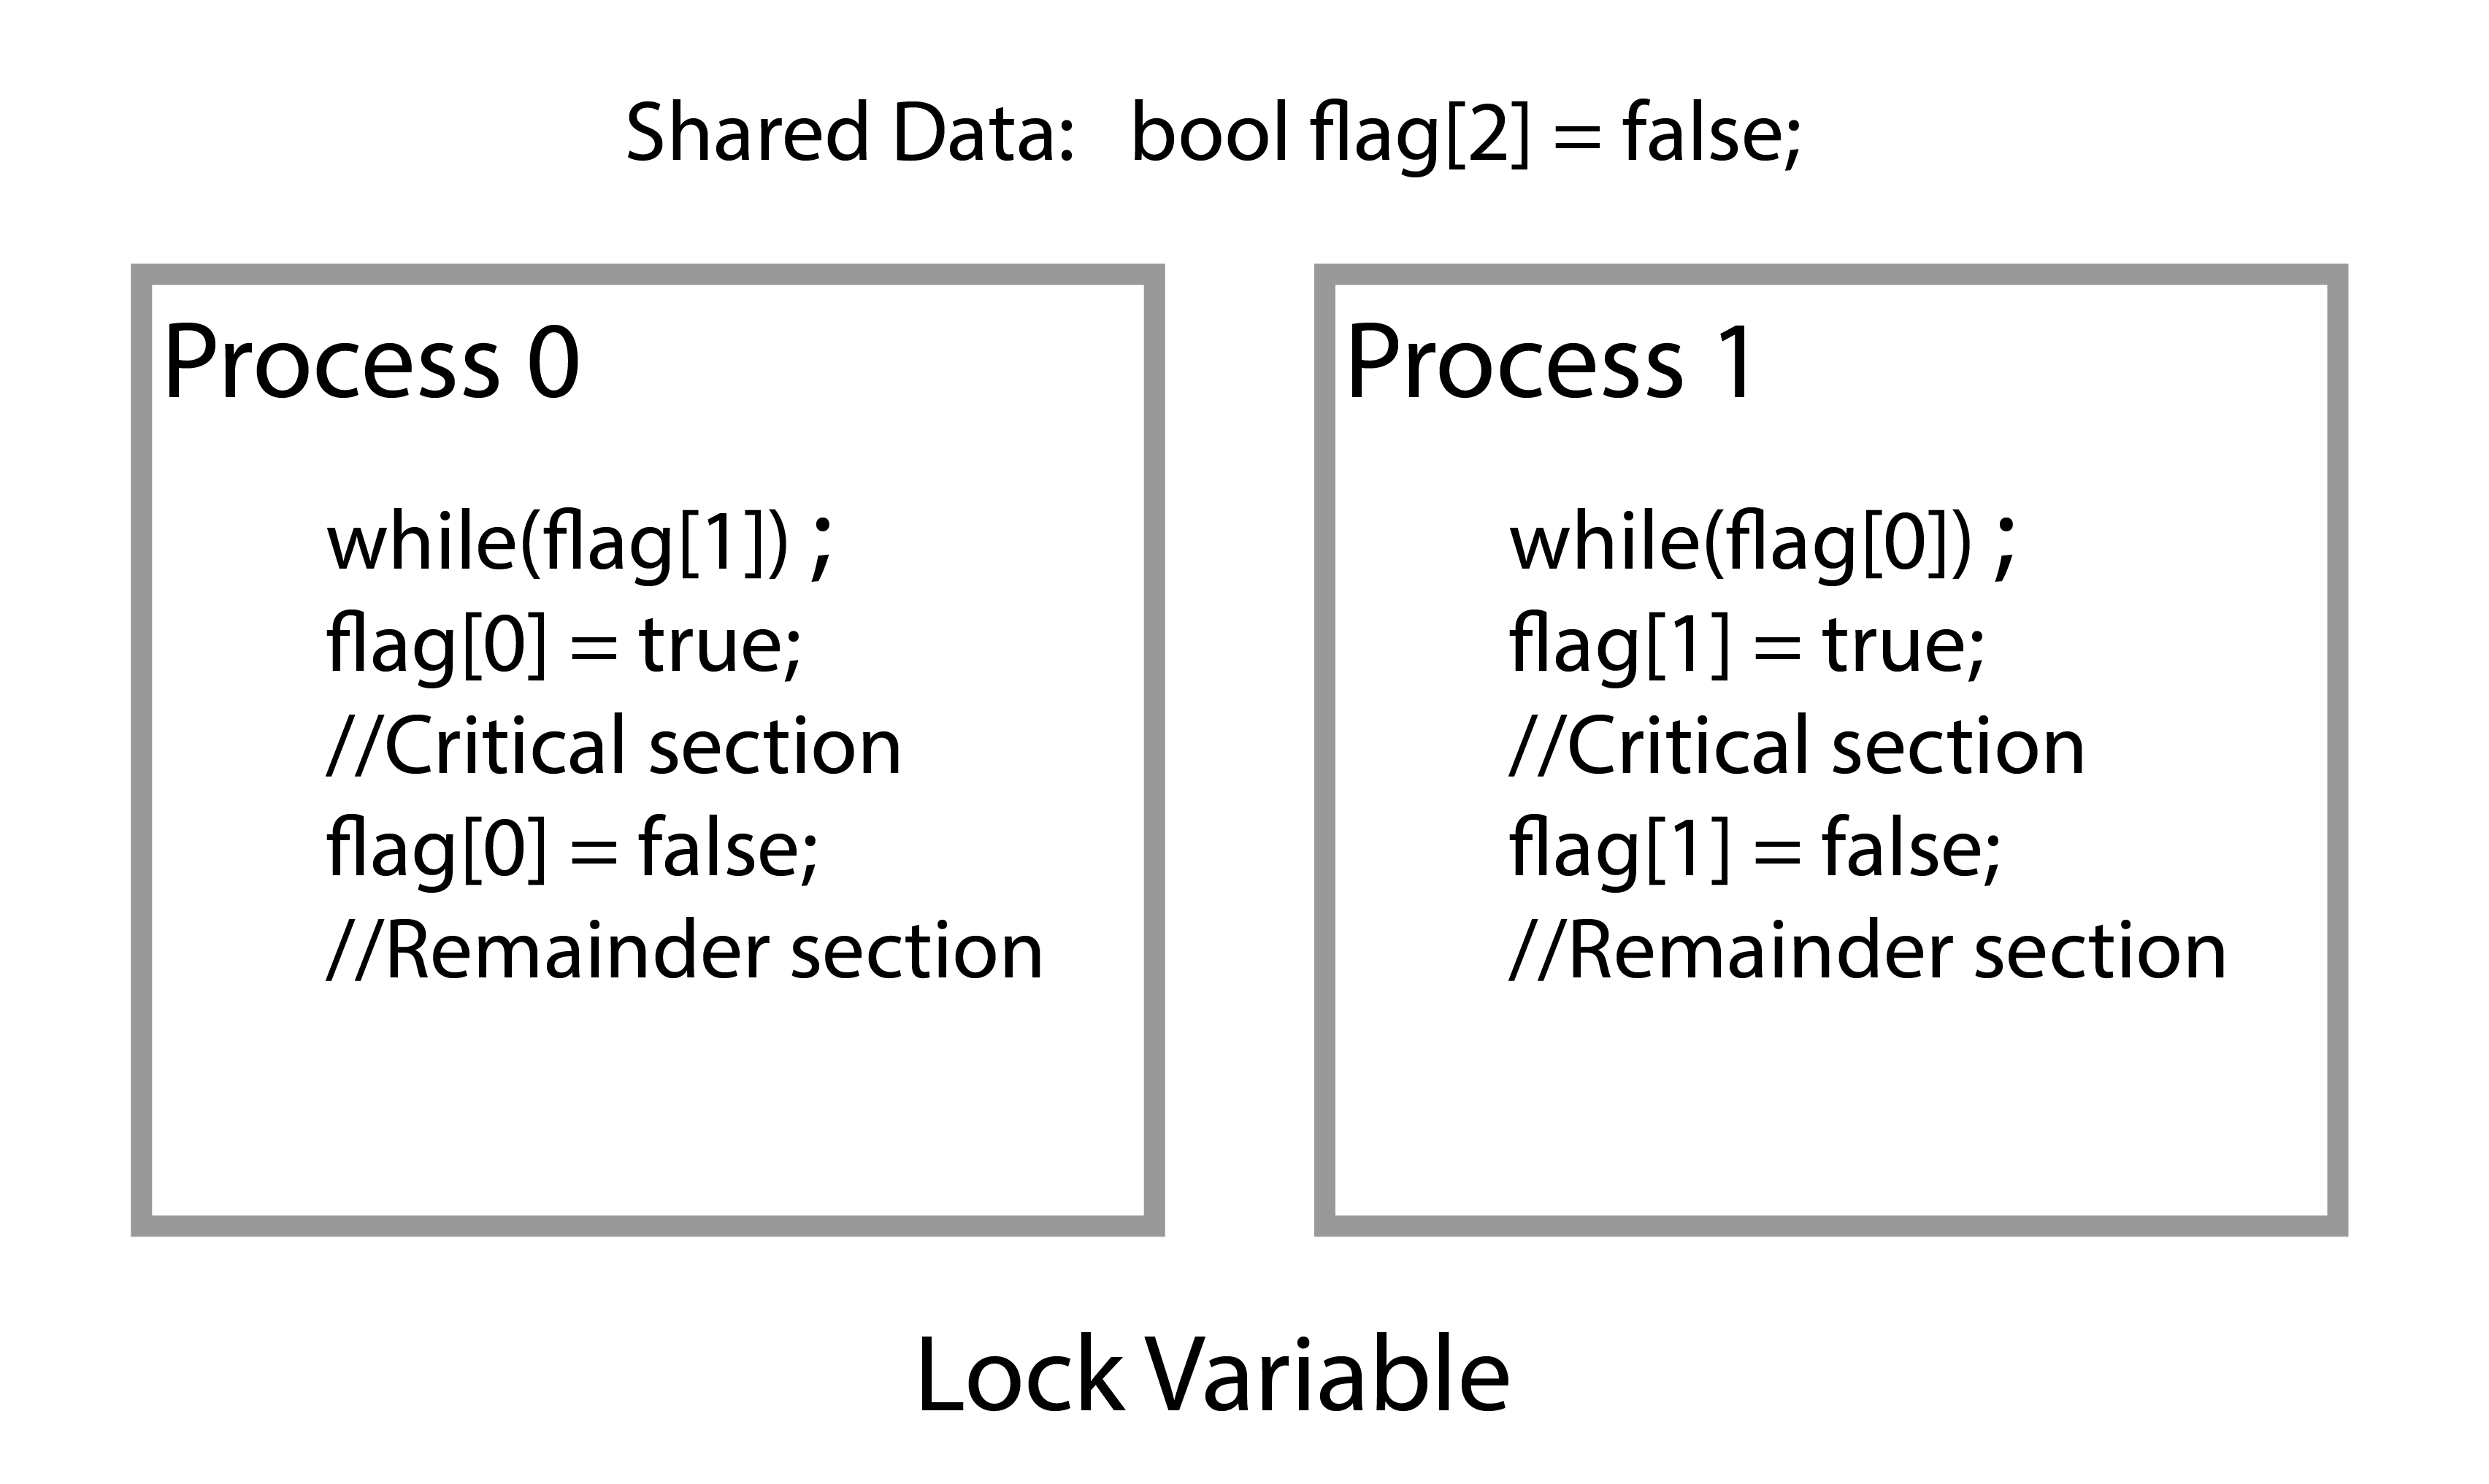 Shared Data: bool flag[2] = false;
Process 0
while(flag[1]) ;
flag[0] = true;
//Critical section
flag[0] = false;
//Remainder section
Process 1
while(flag[0]) ;
flag[1] = true;
//Critical section
flag[1] = false;
//Remainder section
Lock Variable